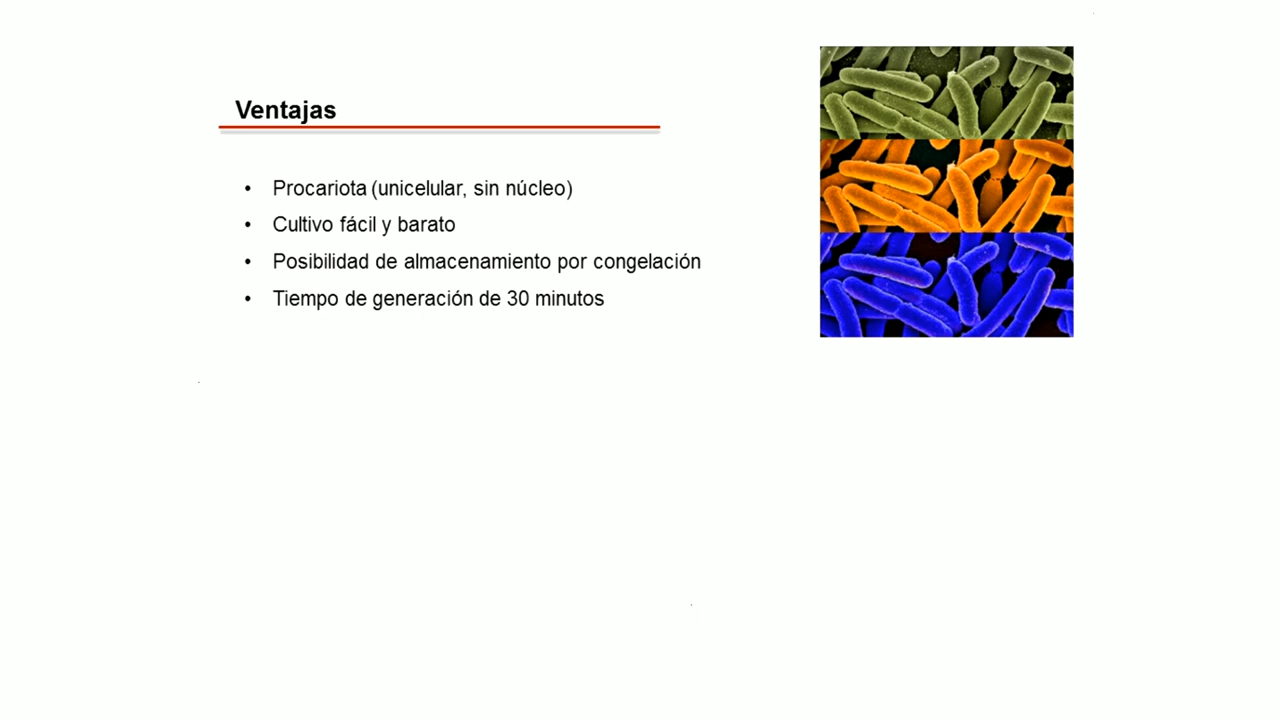 Ventajas
• Procariota (unicelular, sin núcleo)
• Cultivo fácil y barato
• Posibilidad de almacenamiento por congelación
• Tiempo de generación de 30 minutos